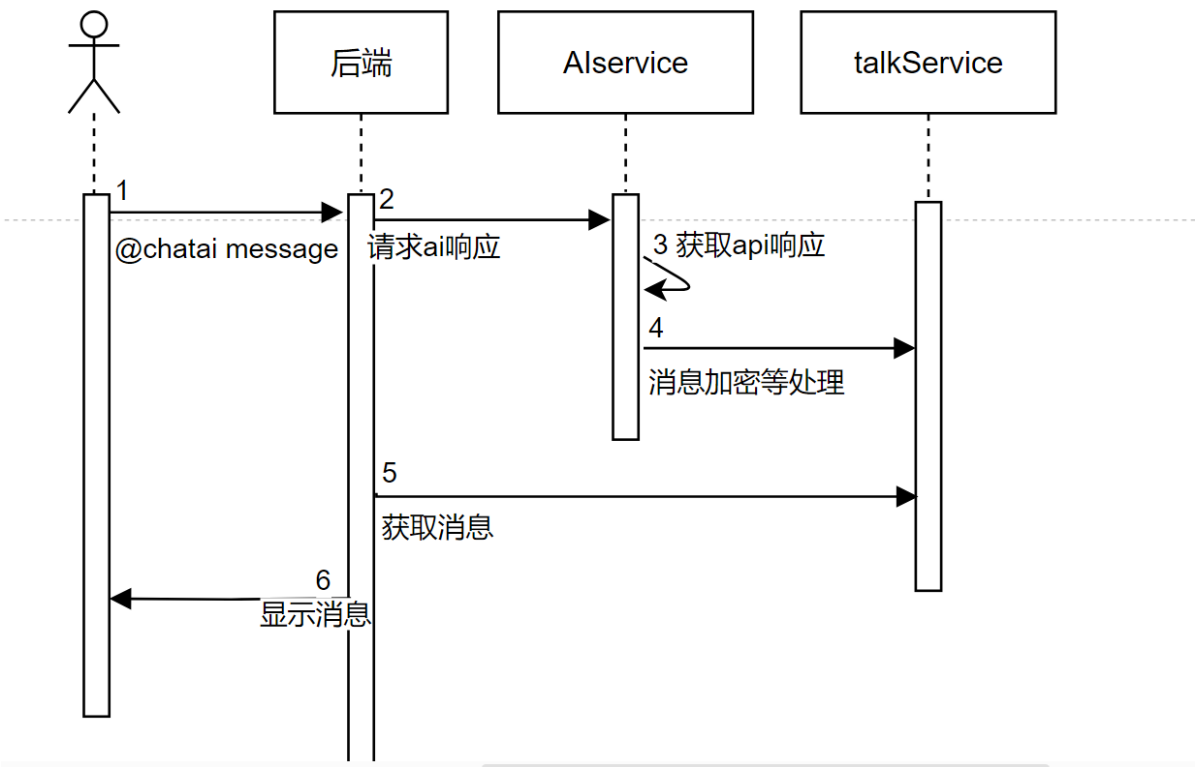 后端
AIservice
talkService
1
2
@chatai message
请求ai响应
3 获取api响应
4
消息加密等处理
5
获取消息
6
显示消息